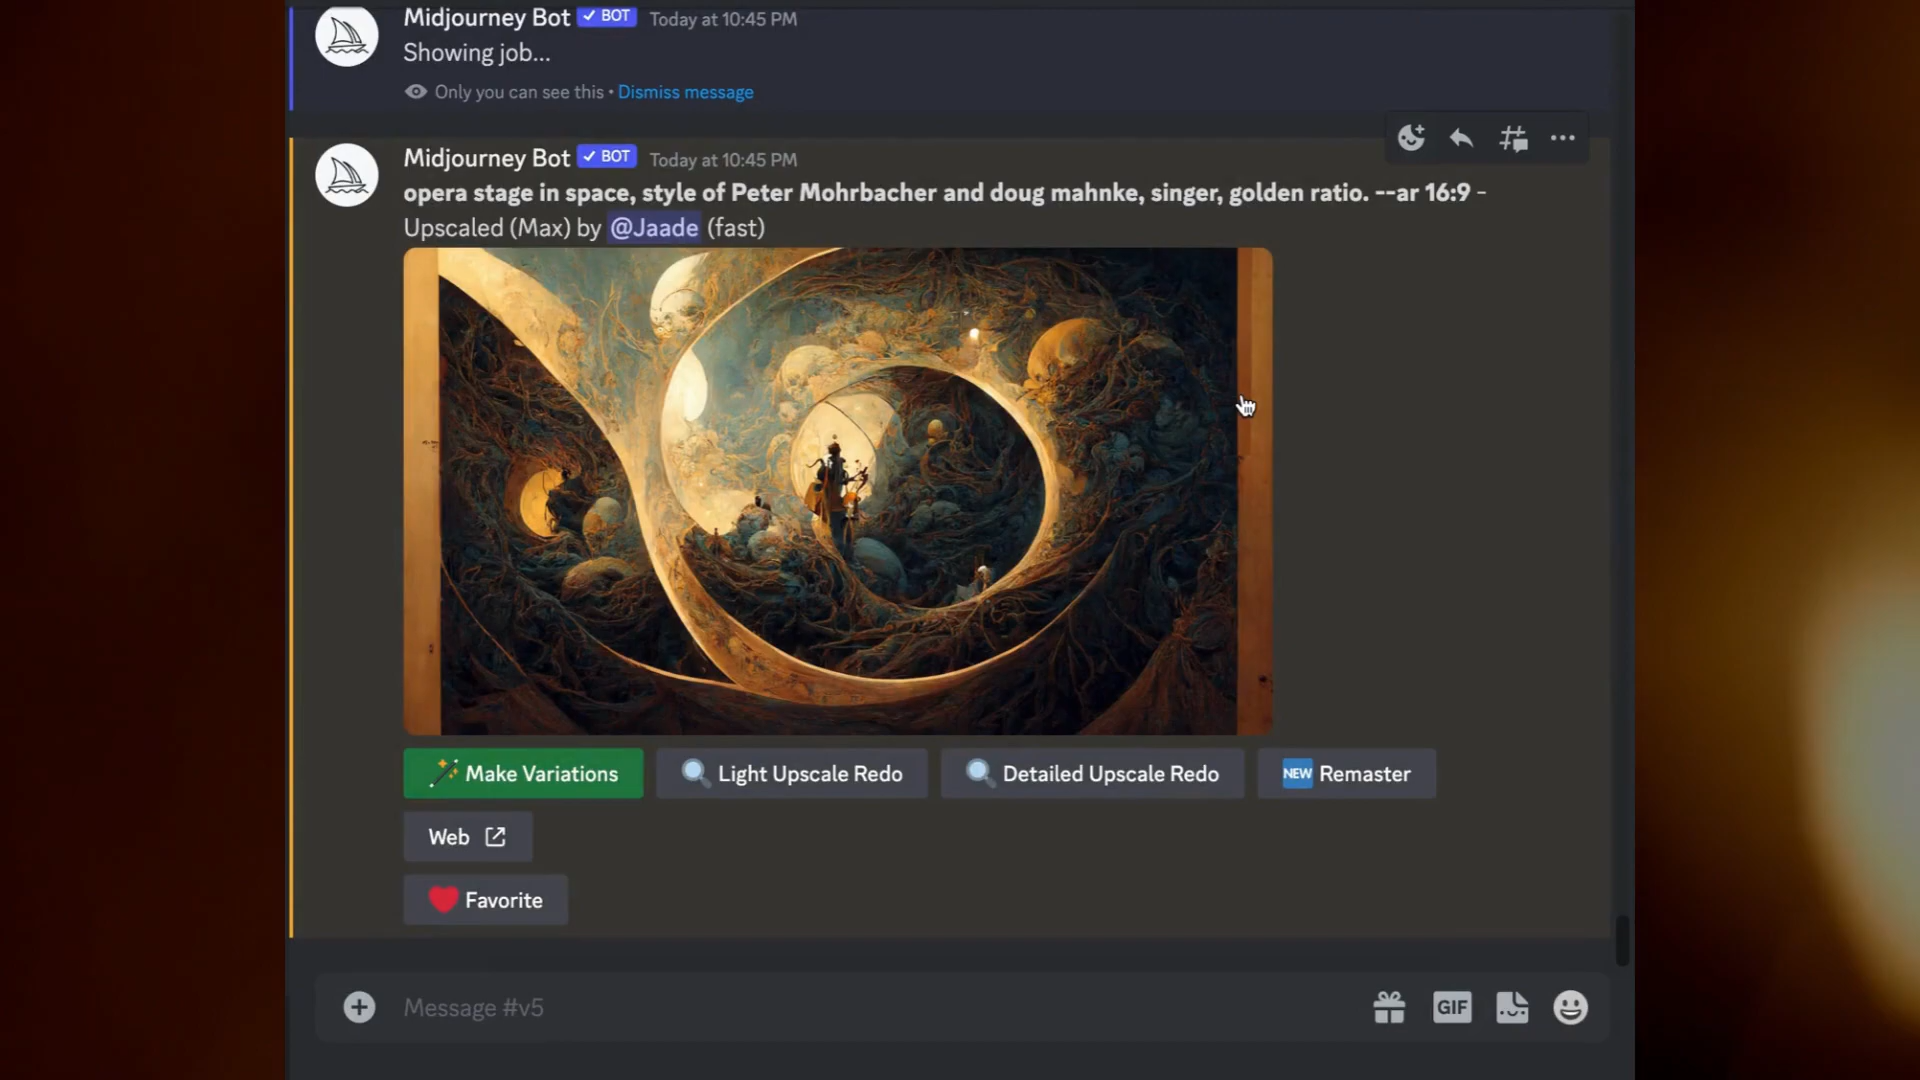 Midjourney Bot ✓ BOT Today at 10:45 PM
Showing job...
Only you can see this • Dismiss message
Midjourney Bot ✓ BOT Today at 10:45 PM
opera stage in space, style of Peter Mohrbacher and doug mahnke, singer, golden ratio. --ar 16:9 -
Upscaled (Max) by @Jaade (fast)
Make Variations Light Upscale Redo Detailed Upscale Redo NEW Remaster
Web
Favorite
Message #v5 GIF